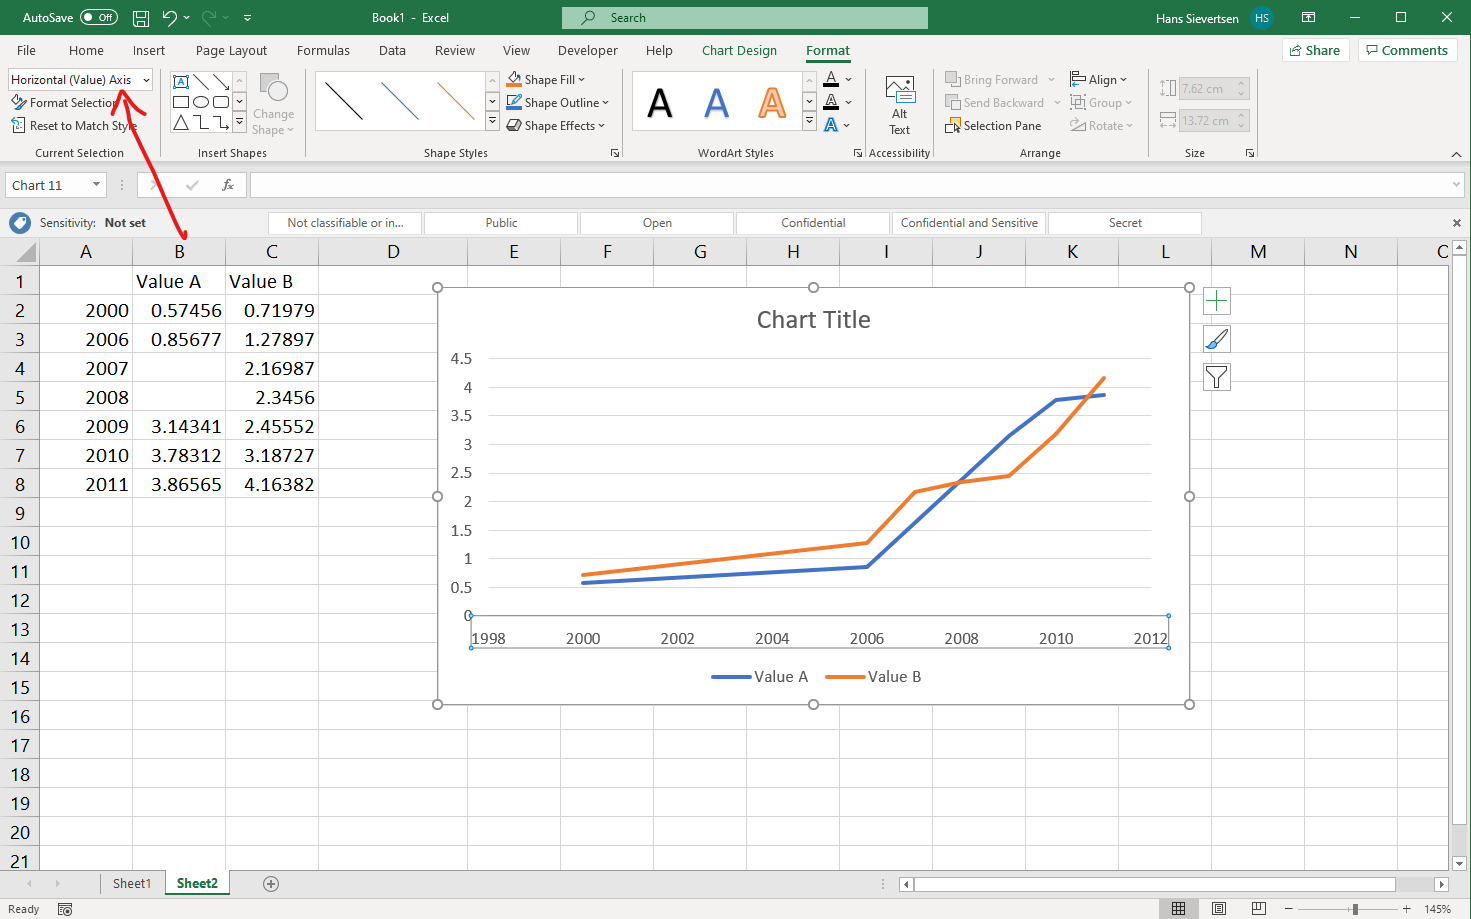 AutoSave Off Book1 - Excel Search Hans Sievertsen HS
File Home Insert Page Layout Formulas Data Review View Developer Help Chart Design Format Share Comments
Horizontal (Value) Axis
Format Selection
Reset to Match Style
Current Selection
Change
Shape
Insert Shapes
Shape Fill
Shape Outline
Shape Effects
Shape Styles
A A A
A
A
A
WordArt Styles
Alt
Text
Accessibility
Bring Forward
Send Backward
Selection Pane
Align
Group
Rotate
Arrange
7.62 cm
13.72 cm
Size
Chart 11 fx
Sensitivity: Not set Not classifiable or in... Public Open Confidential Confidential and Sensitive Secret
A B C D E F G H I J K L M N O
1 Value A Value B
2 2000 0.57456 0.71979
3 2006 0.85677 1.27897
4 2007 2.16987
5 2008 2.3456
6 2009 3.14341 2.45552
7 2010 3.78312 3.18727
8 2011 3.86565 4.16382
9
10
11
12
13
14
15
16
17
18
19
20
21
Chart Title
4.5
4
3.5
3
2.5
2
1.5
1
0.5
0
1998 2000 2002 2004 2006 2008 2010 2012
Value A Value B
Sheet1 Sheet2
Ready 145%